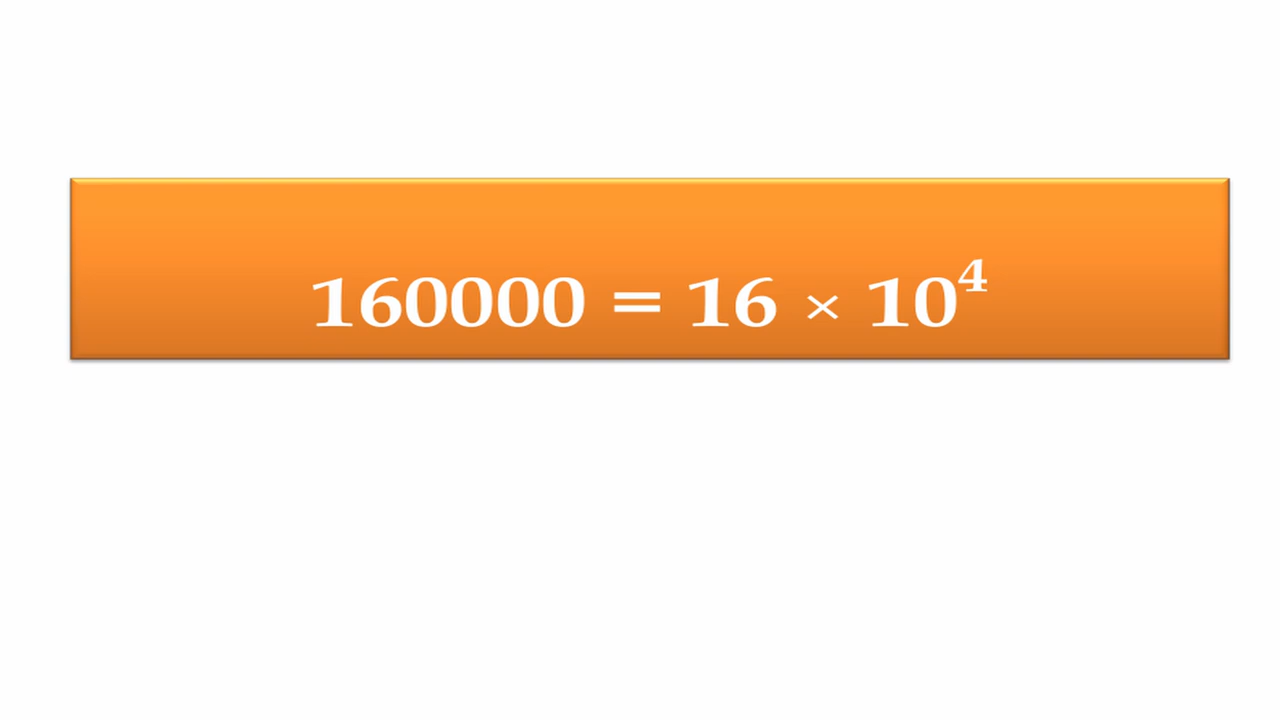 160000 = 16 × 10⁴